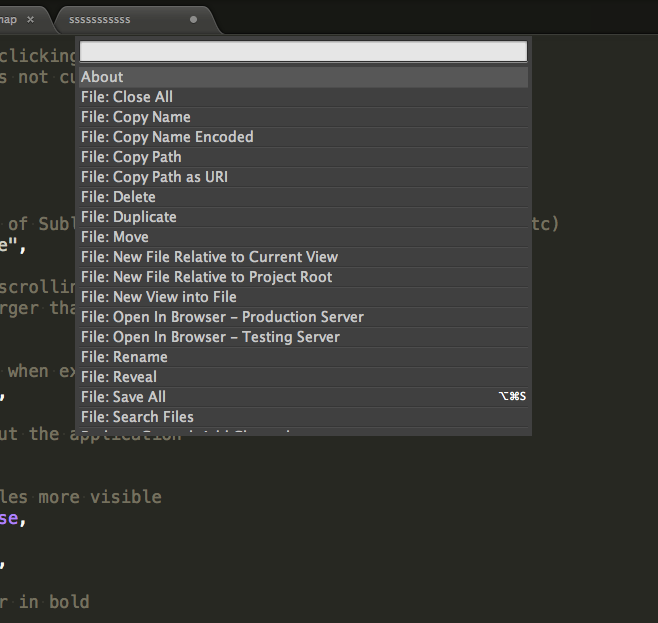 map ×
sssssssssss
clicking
s not cu
About
File: Close All
File: Copy Name
File: Copy Name Encoded
File: Copy Path
File: Copy Path as URI
File: Delete
File: Duplicate
of Subl tc)
File: Move
e",
File: New File Relative to Current View
File: New File Relative to Project Root
scrollin
File: New View into File
rger tha
File: Open In Browser – Production Server
File: Open In Browser – Testing Server
File: Rename
when ex
File: Reveal
File: Save All ⌥⌘S
,
File: Search Files
ut the application
les more visible
se,
,
r in bold